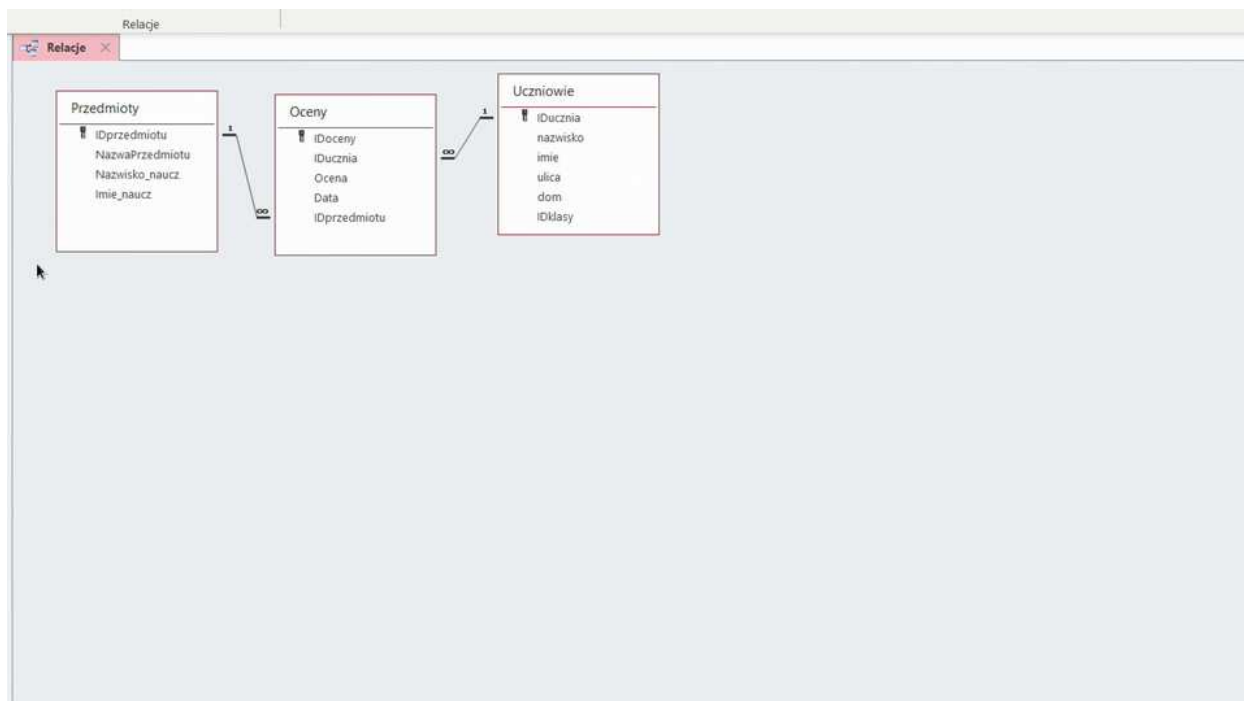 Relacje
Relacje
Przedmioty
IDprzedmiotu
NazwaPrzedmiotu
Nazwisko_naucz
Imie_naucz
1
∞
Oceny
IDoceny
IDucznia
Ocena
Data
IDprzedmiotu
∞
1
Uczniowie
IDucznia
nazwisko
imie
ulica
dom
IDklasy